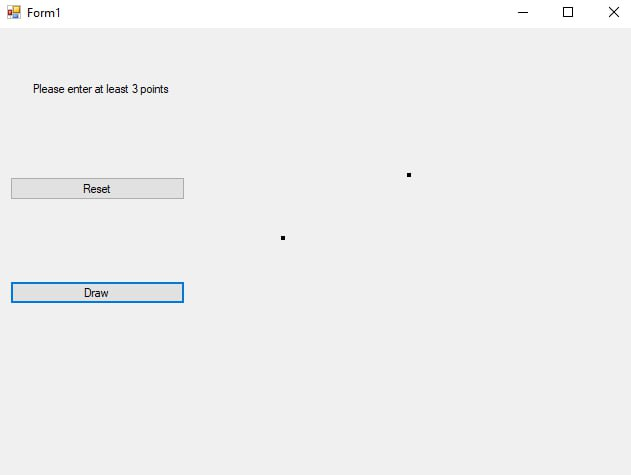 Form1
Please enter at least 3 points
Reset
Draw